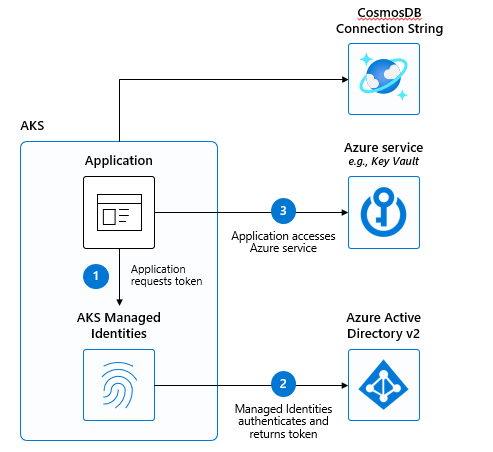 CosmosDB
Connection String
AKS
Application
Azure service
e.g., Key Vault
3
Application accesses
Azure service
1
Application
requests token
AKS Managed
Identities
Azure Active
Directory v2
2
Managed Identities
authenticates and
returns token